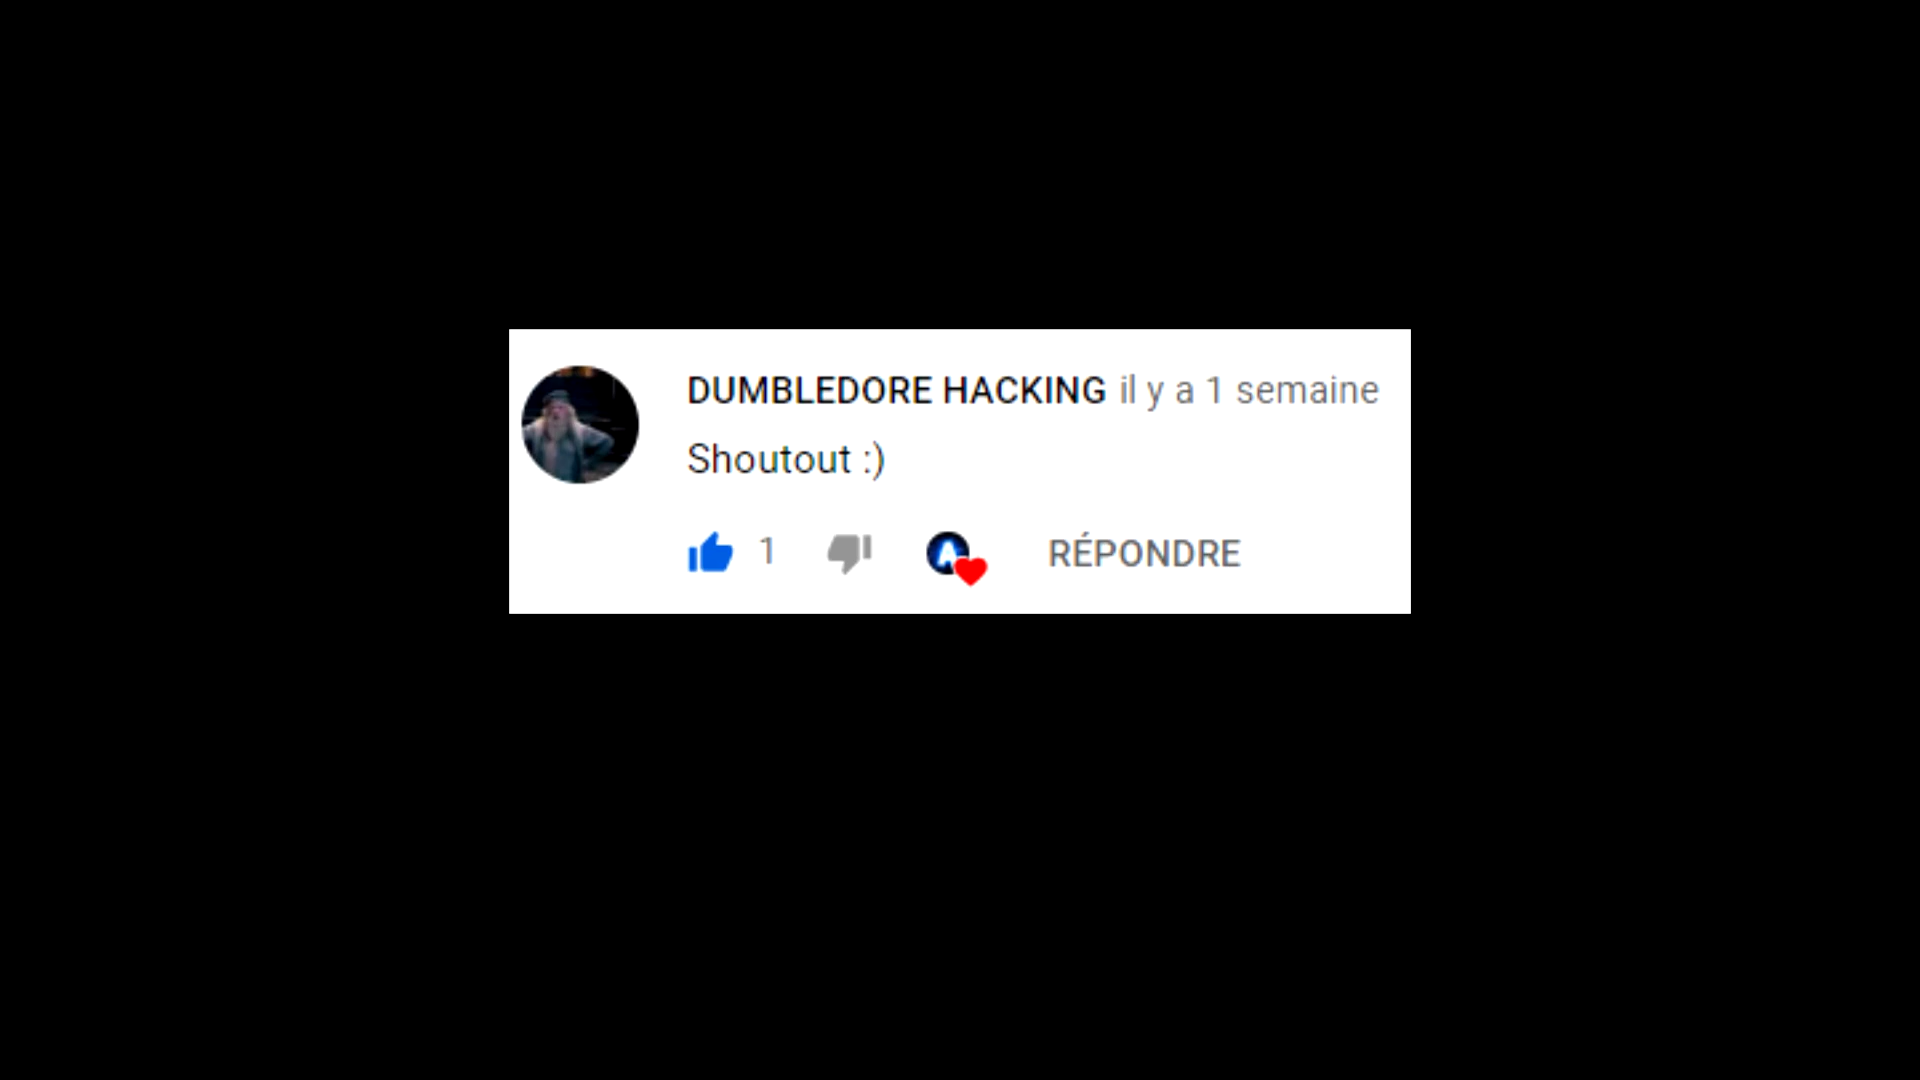 DUMBLEDORE HACKING il y a 1 semaine
Shoutout :)
1 A RÉPONDRE